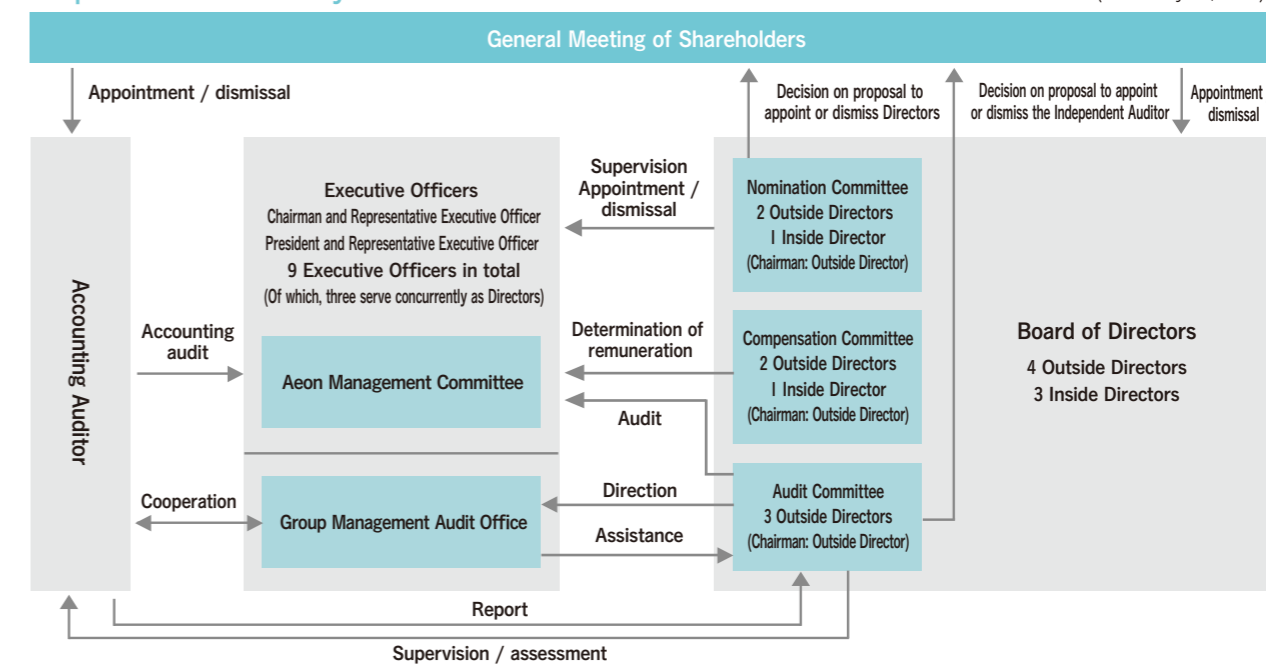 General Meeting of Shareholders
Appointment / dismissal
Decision on proposal to
appoint or dismiss Directors
Decision on proposal to appoint
or dismiss the Independent Auditor
Appointment
dismissal
Accounting Auditor
Executive Officers
Chairman and Representative Executive Officer
President and Representative Executive Officer
9 Executive Officers in total
(Of which, three serve concurrently as Directors)
Supervision
Appointment /
dismissal
Nomination Committee
2 Outside Directors
1 Inside Director
(Chairman: Outside Director)
Accounting
audit
Aeon Management Committee
Determination of
remuneration
Compensation Committee
2 Outside Directors
1 Inside Director
(Chairman: Outside Director)
Board of Directors
4 Outside Directors
3 Inside Directors
Audit
Cooperation
Group Management Audit Office
Direction
Assistance
Audit Committee
3 Outside Directors
(Chairman: Outside Director)
Report
Supervision / assessment